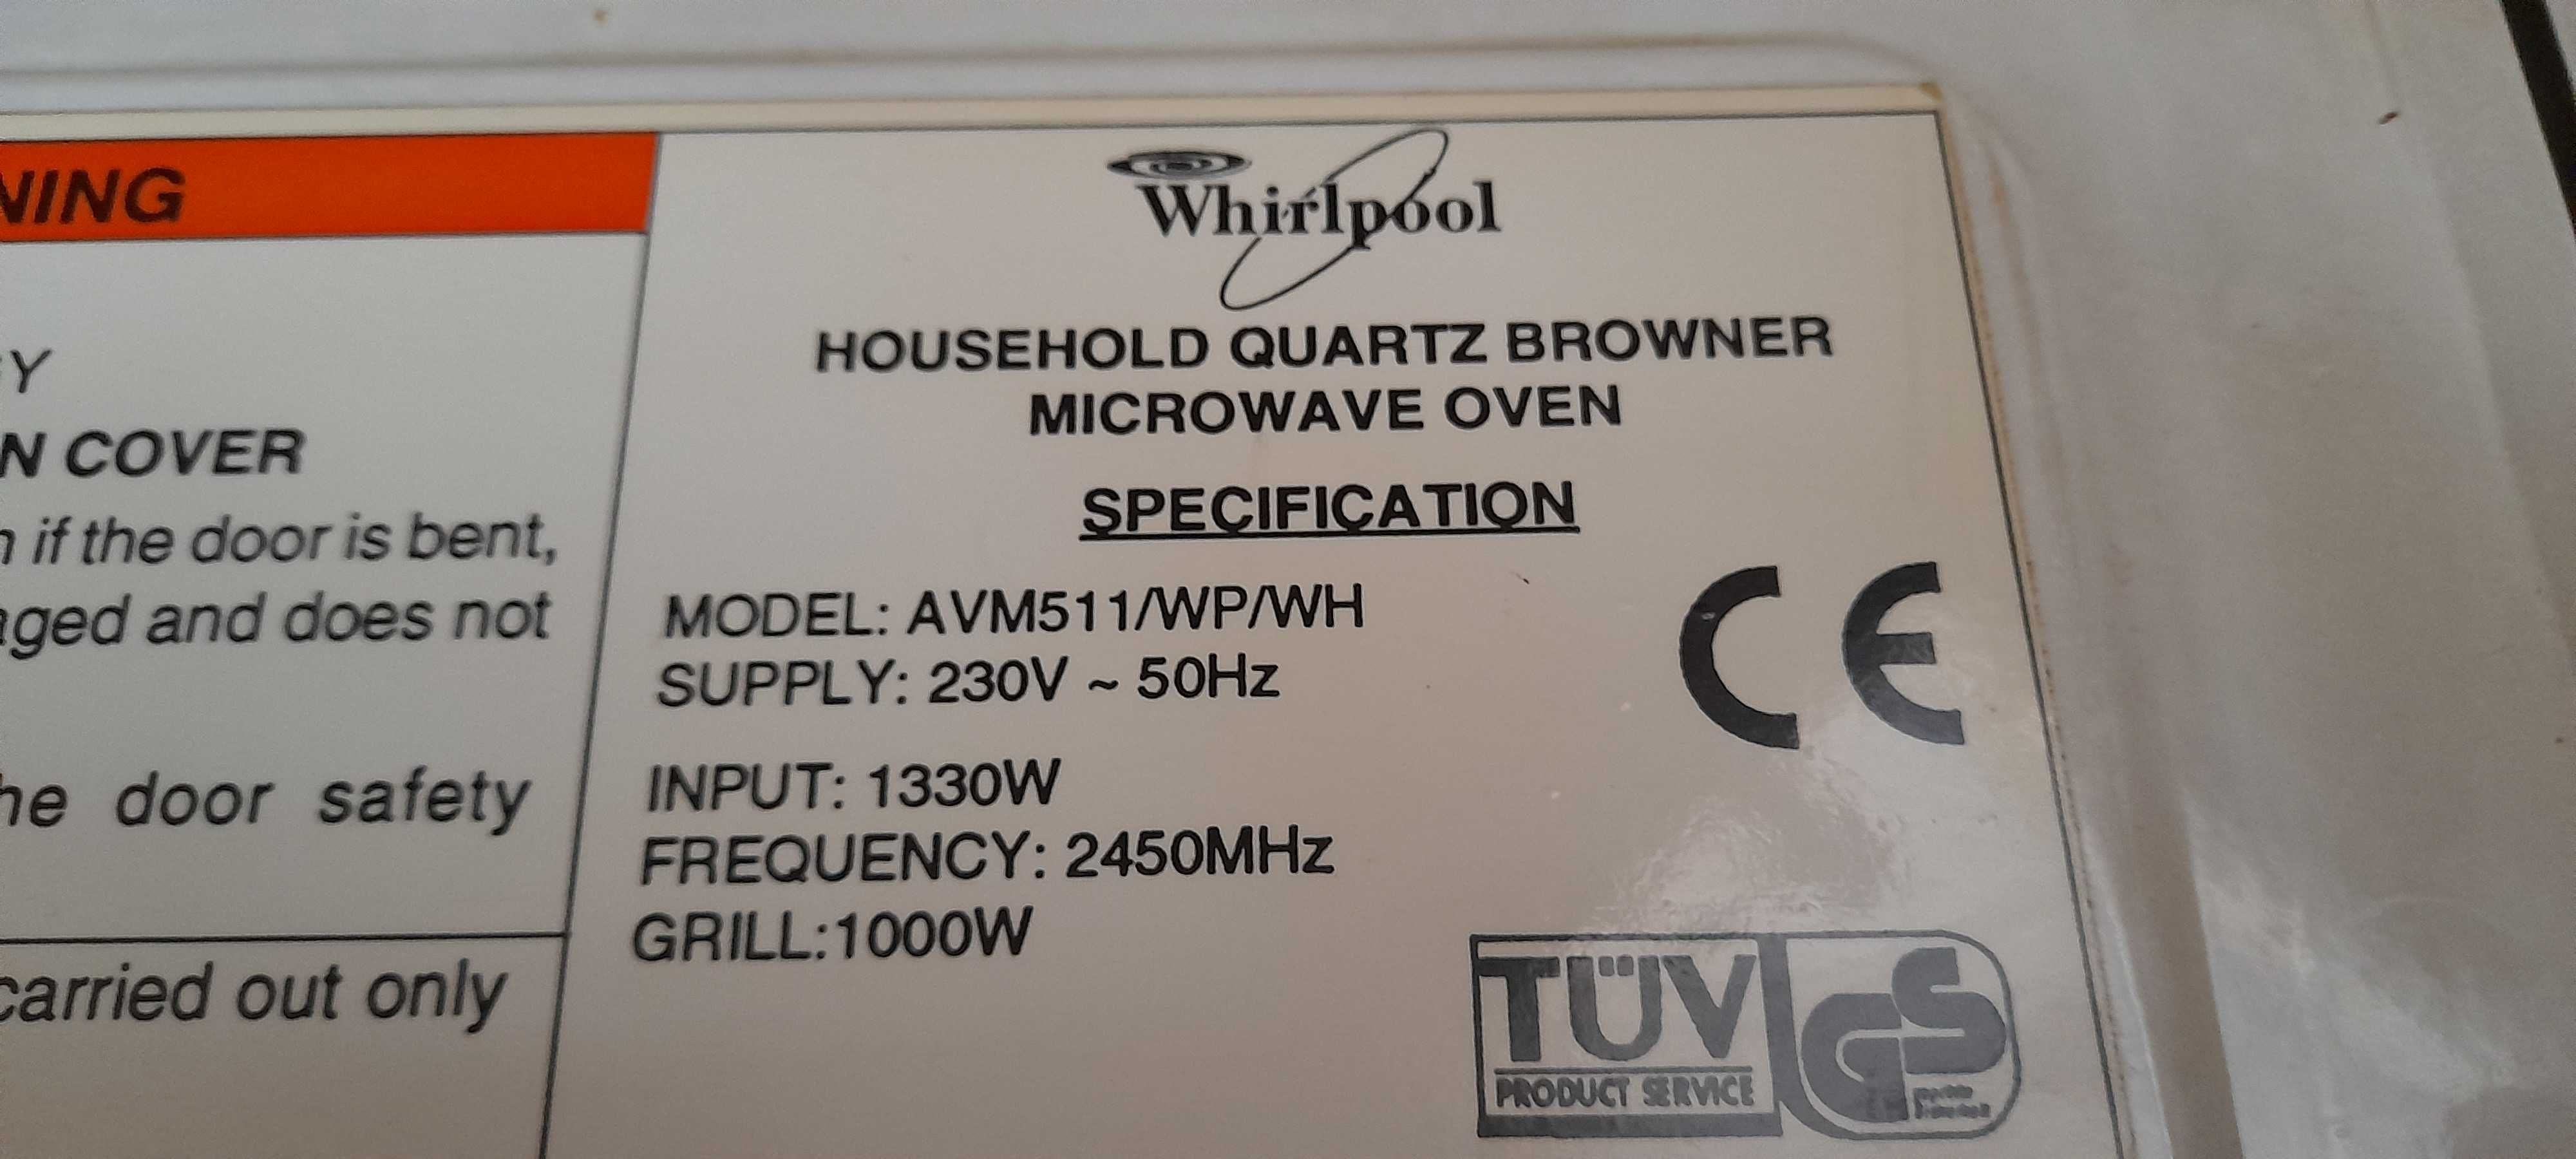 NING
Y
N COVER
if the door is bent,
aged and does not
he door safety
carried out only
Whirlpool
HOUSEHOLD QUARTZ BROWNER
MICROWAVE OVEN
SPECIFICATION
MODEL: AVM511/WP/WH
SUPPLY: 230V ~ 50Hz
CE
INPUT: 1330W
FREQUENCY: 2450MHz
GRILL:1000W
TÜV
PRODUCT SERVICE
GS